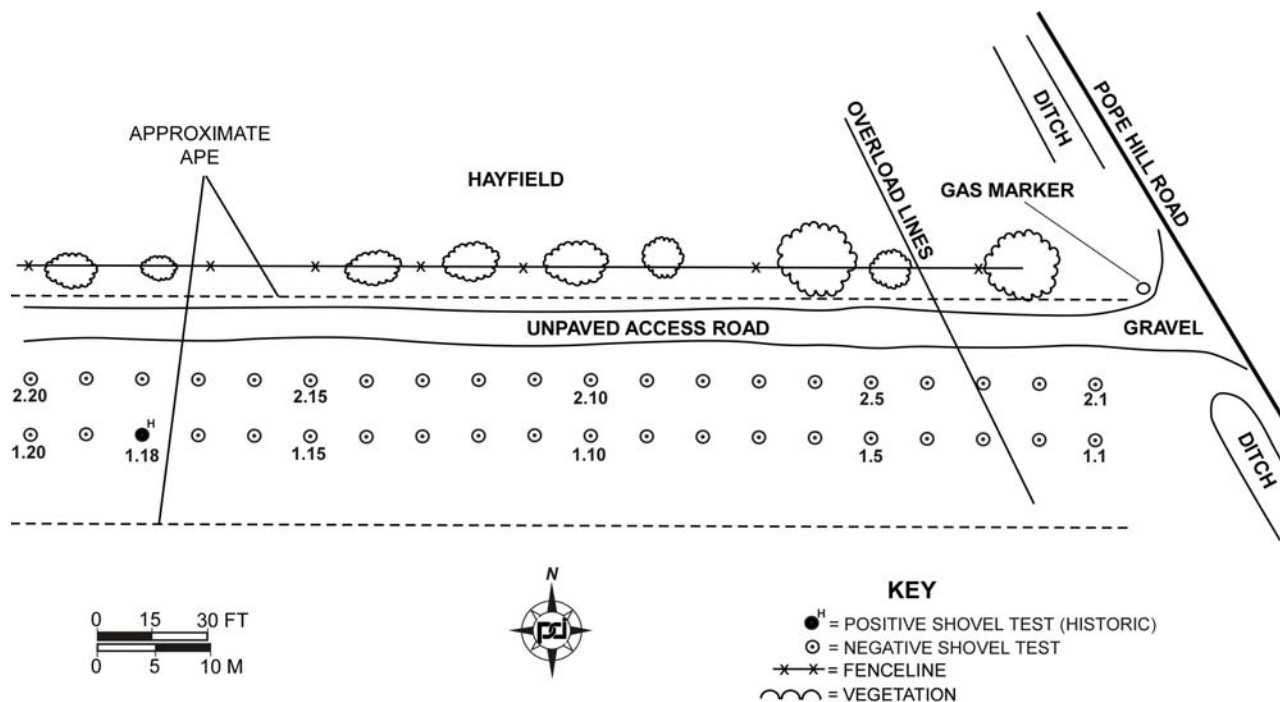 APPROXIMATE
APE
HAYFIELD
OVERLOAD LINES
DITCH
POPE HILL ROAD
GAS MARKER
UNPAVED ACCESS ROAD
GRAVEL
2.20
2.15
2.10
2.5
2.1
H
1.20
1.18
1.15
1.10
1.5
1.1
DITCH
0 15 30 FT
0 5 10 M
N
pci
KEY
H = POSITIVE SHOVEL TEST (HISTORIC)
= NEGATIVE SHOVEL TEST
x x = FENCELINE
= VEGETATION